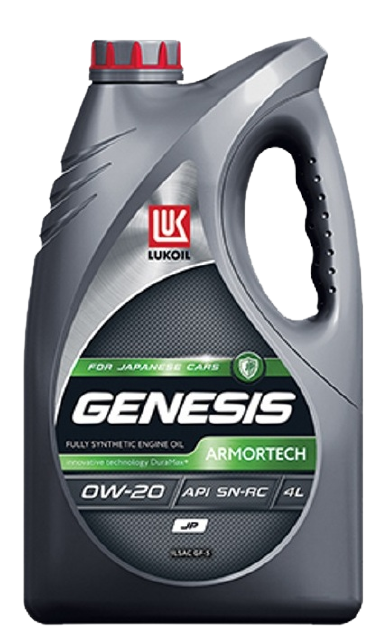 LUK
LUKOIL
FOR JAPANESE CARS
GENESIS
FULLY SYNTHETIC ENGINE OIL
ARMORTECH
innovative technology DuraMax®
0W-20 API SN-RC 4L
JP
ILSAC GF-5